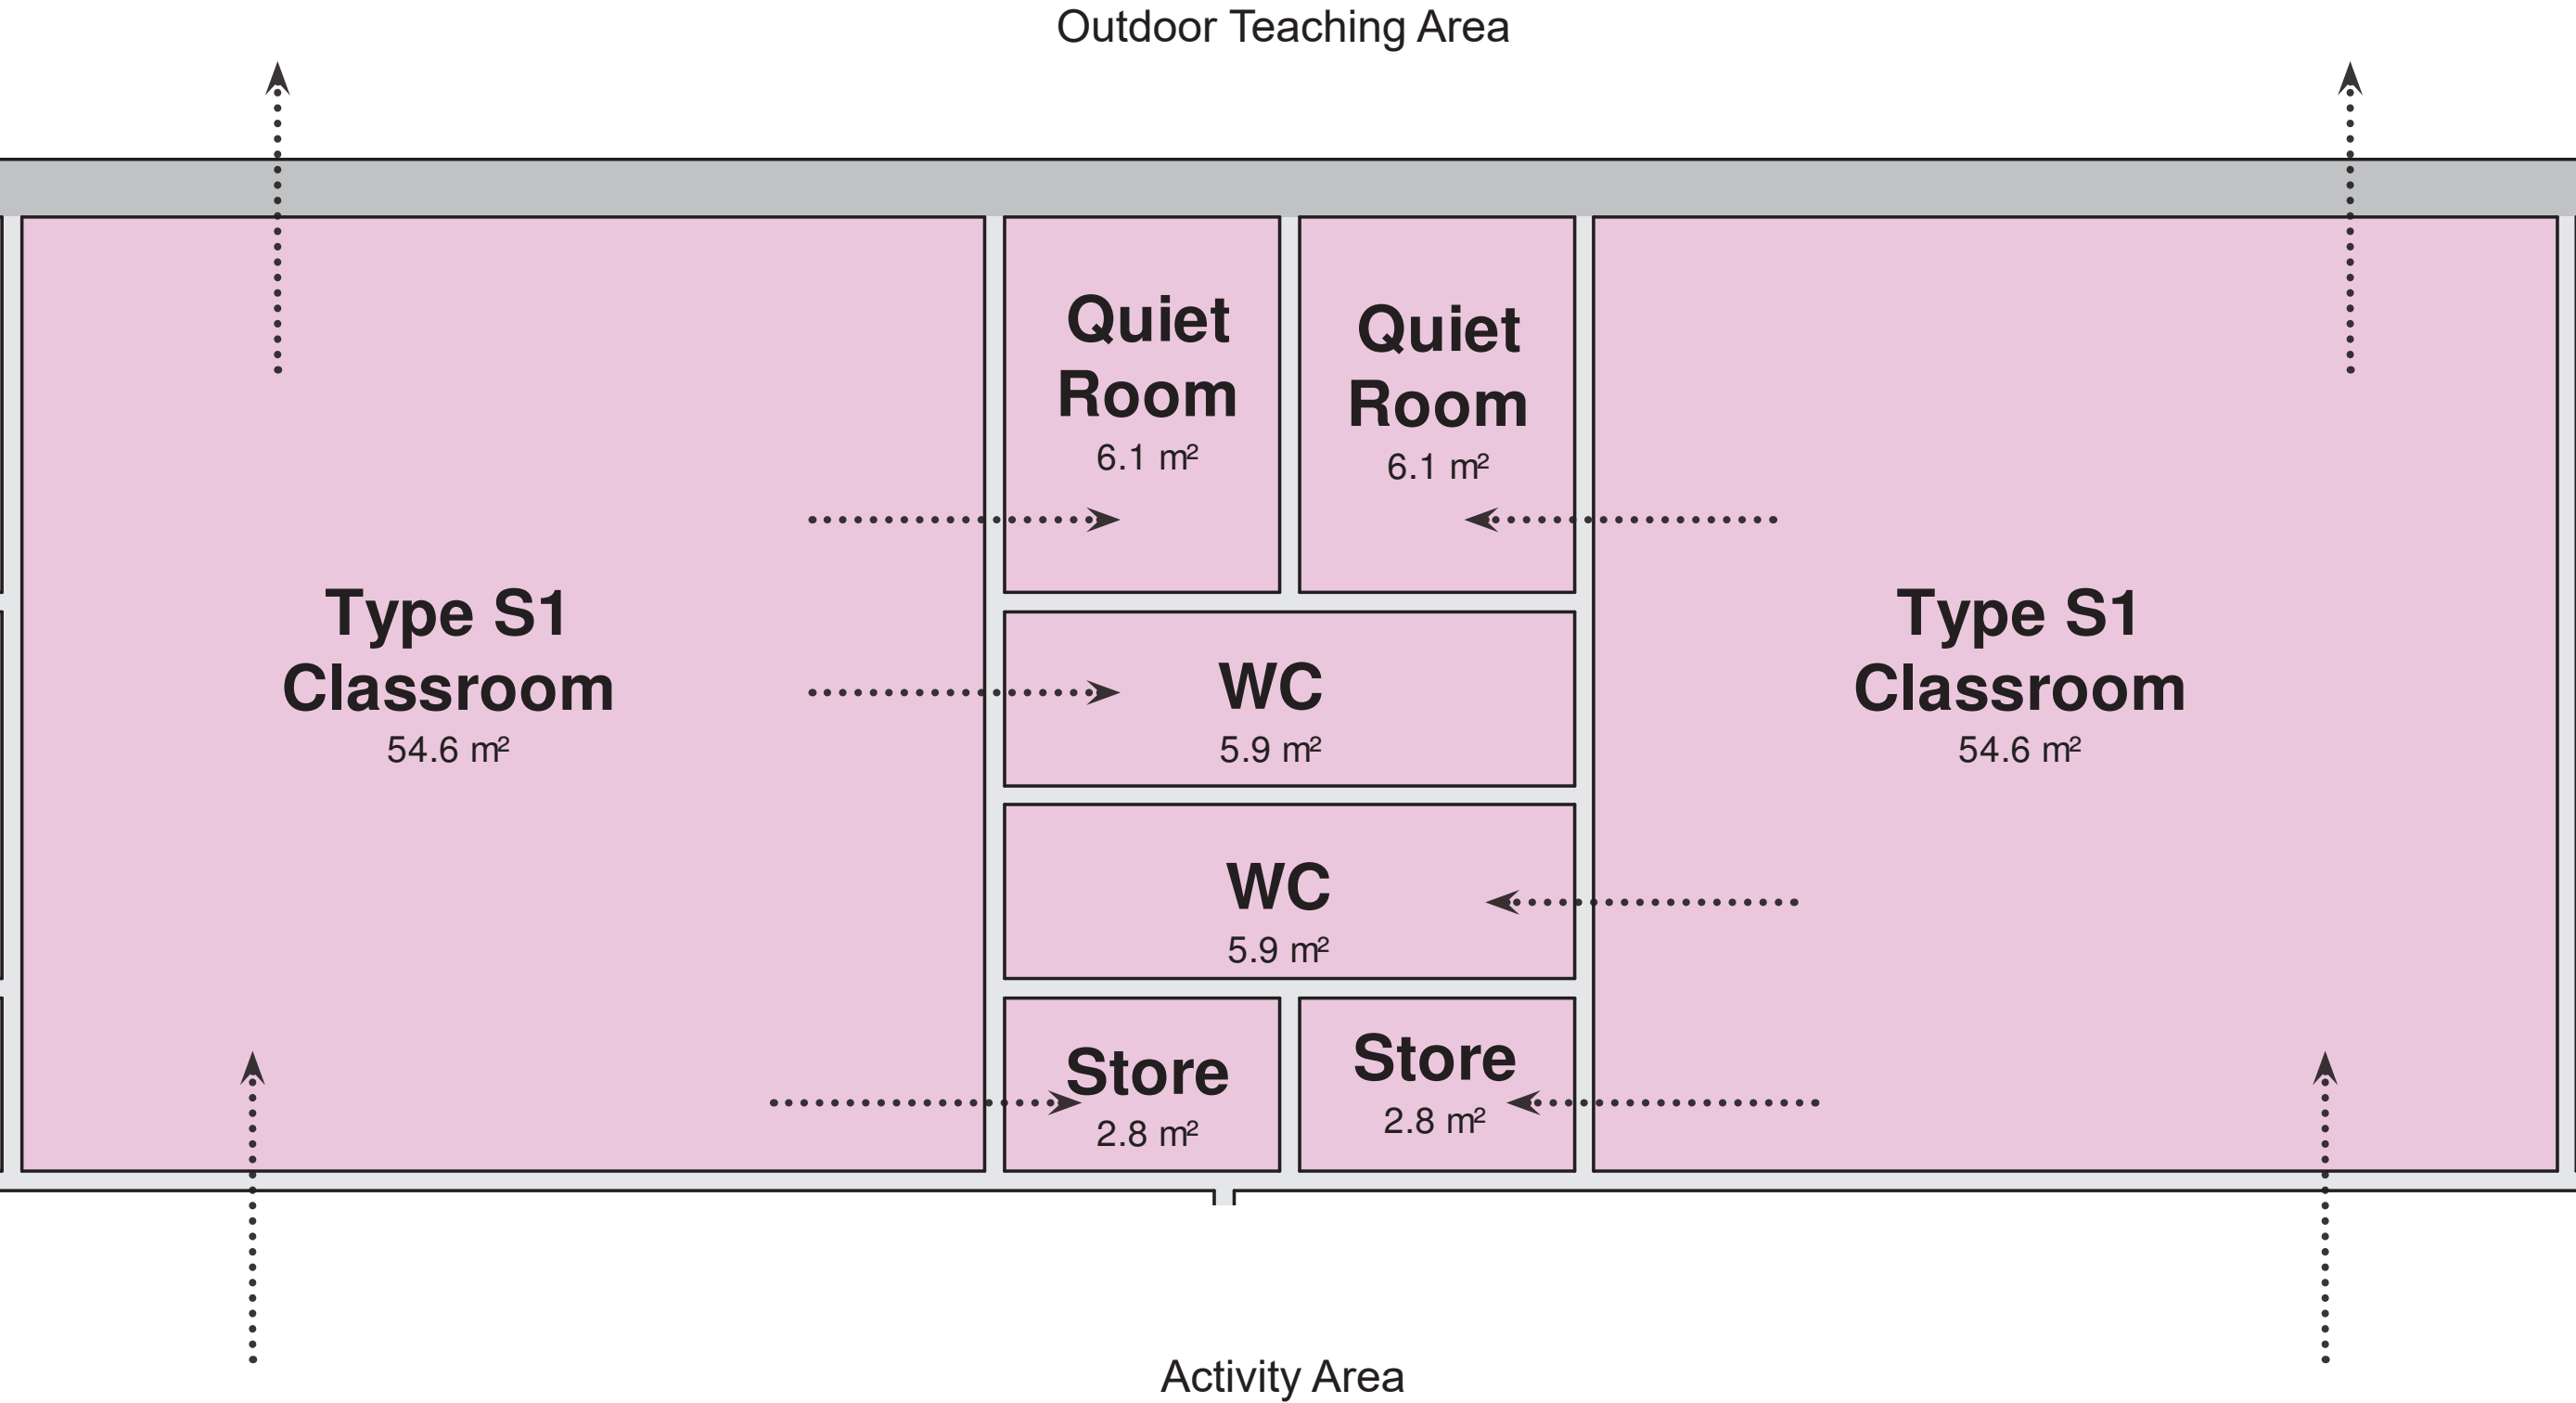 Outdoor Teaching Area
Quiet
Room
6.1 m²
Quiet
Room
6.1 m²
Type S1
Classroom
54.6 m²
WC
5.9 m²
Type S1
Classroom
54.6 m²
WC
5.9 m²
Store
2.8 m²
Store
2.8 m²
Activity Area